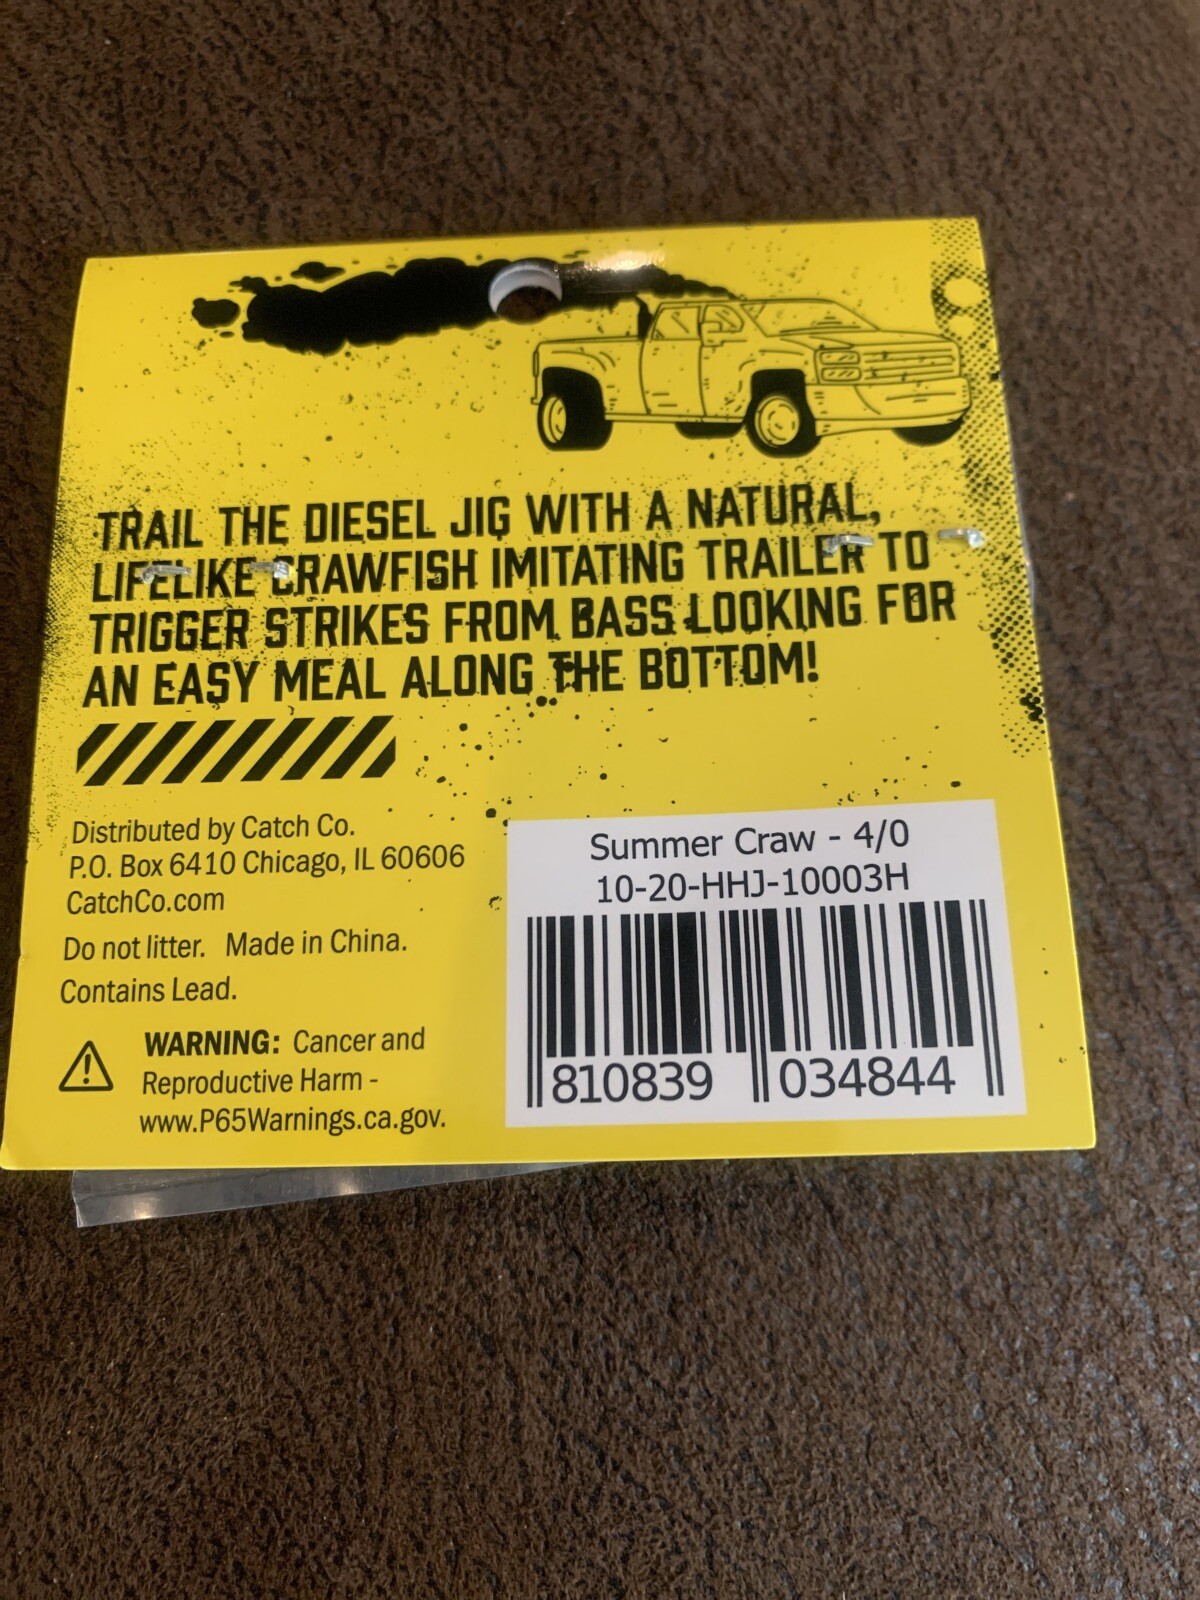 TRAIL THE DIESEL JIG WITH A NATURAL,
LIFELIKE CRAWFISH IMITATING TRAILER TO
TRIGGER STRIKES FROM BASS LOOKING FOR
AN EASY MEAL ALONG THE BOTTOM!
Distributed by Catch Co.
P.O. Box 6410 Chicago, IL 60606
CatchCo.com
Do not litter. Made in China.
Contains Lead.
WARNING: Cancer and
Reproductive Harm -
www.P65Warnings.ca.gov.
Summer Craw - 4/0
10-20-HHJ-10003H
810839 034844